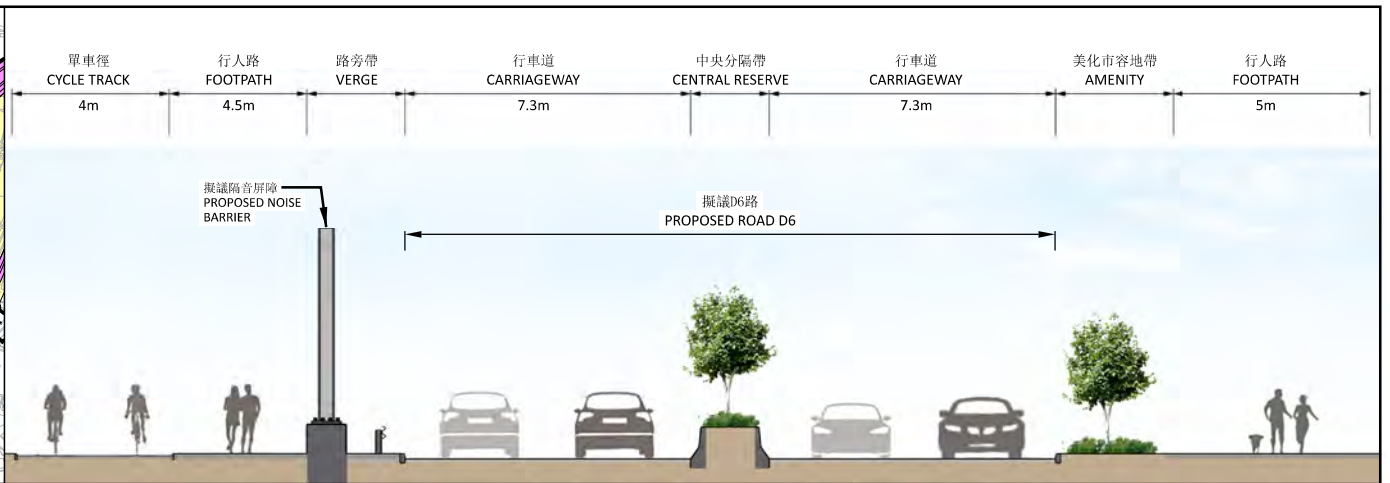 單車徑
CYCLE TRACK
4m
行人路
FOOTPATH
4.5m
路旁帶
VERGE
行車道
CARRIAGEWAY
7.3m
中央分隔帶
CENTRAL RESERVE
行車道
CARRIAGEWAY
7.3m
美化市容地帶
AMENITY
行人路
FOOTPATH
5m
擬議隔音屏障
PROPOSED NOISE
BARRIER
擬議D6路
PROPOSED ROAD D6